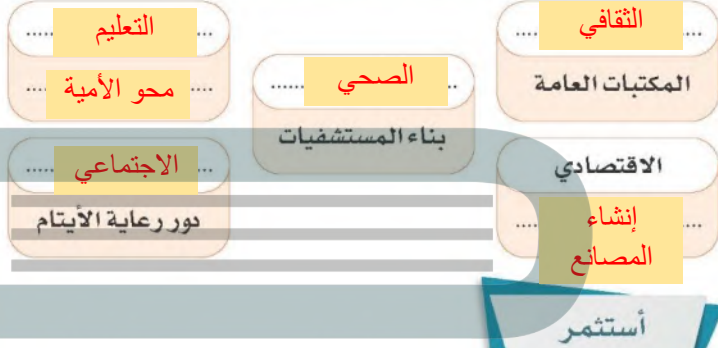 الثقافي
المكتبات العامة
الصحي
بناء المستشفيات
التعليم
محو الأمية
الاقتصادي
إنشاء
المصانع
الاجتماعي
دور رعاية الأيتام
أستثمر